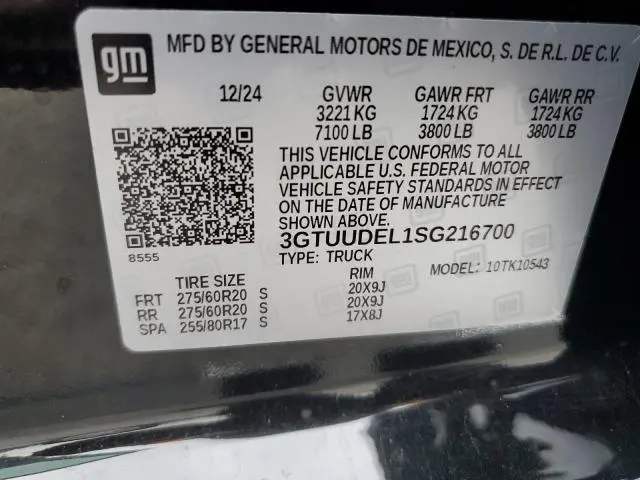 gm
MFD BY GENERAL MOTORS DE MEXICO, S. DE R.L. DE C.V.
12/24 GVWR GAWR FRT GAWR RR
3221 KG 1724 KG 1724 KG
7100 LB 3800 LB 3800 LB
THIS VEHICLE CONFORMS TO ALL
APPLICABLE U.S. FEDERAL MOTOR
VEHICLE SAFETY STANDARDS IN EFFECT
ON THE DATE OF MANUFACTURE
SHOWN ABOVE.
8555
3GTUUDEL1SG216700
TYPE: TRUCK MODEL: 10TK10543
TIRE SIZE RIM
FRT 275/60R20 S 20X9J
RR 275/60R20 S 20X9J
SPA 255/80R17 S 17X8J